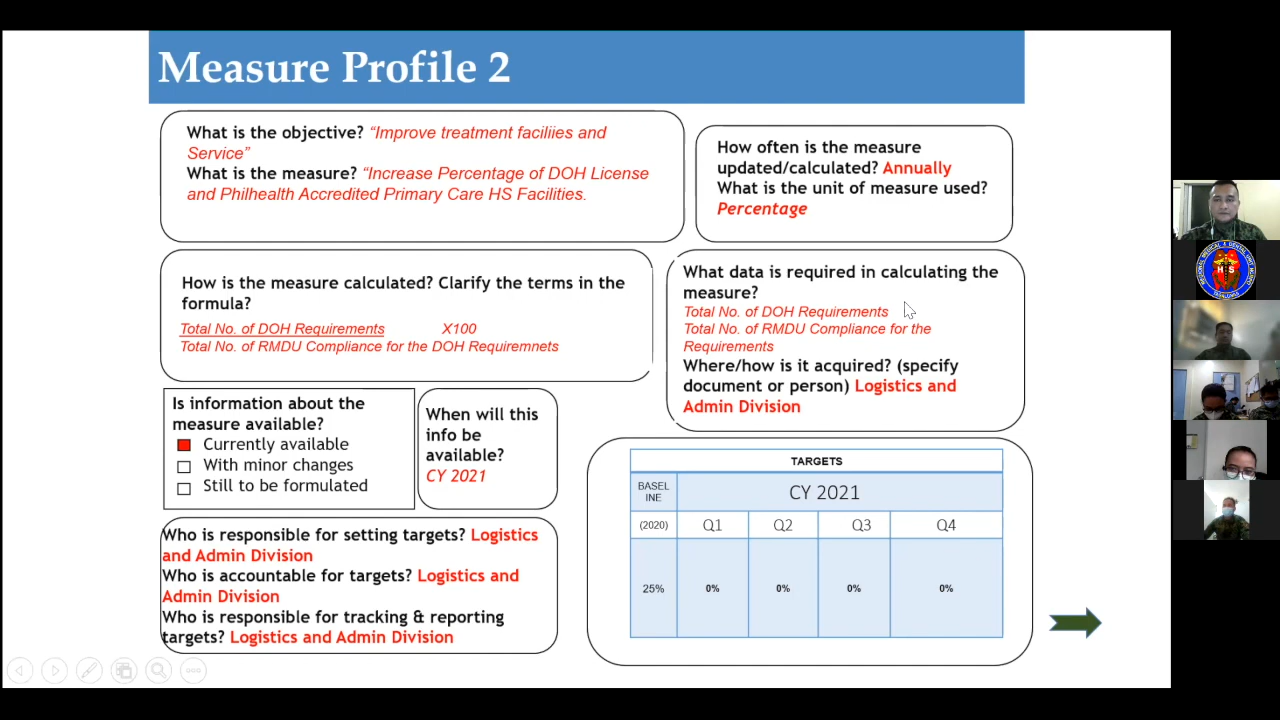 Measure Profile 2
What is the objective? “Improve treatment faciliies and
Service”
What is the measure? “Increase Percentage of DOH License
and Philhealth Accredited Primary Care HS Facilities.
How often is the measure
updated/calculated? Annually
What is the unit of measure used?
Percentage
How is the measure calculated? Clarify the terms in the
formula?
Total No. of DOH Requirements X100
Total No. of RMDU Compliance for the DOH Requiremnets
What data is required in calculating the
measure?
Total No. of DOH Requirements
Total No. of RMDU Compliance for the
Requirements
Where/how is it acquired? (specify
document or person) Logistics and
Admin Division
Is information about the
measure available?
Currently available
With minor changes
Still to be formulated
When will this
info be
available?
CY 2021
Who is responsible for setting targets? Logistics
and Admin Division
Who is accountable for targets? Logistics and
Admin Division
Who is responsible for tracking & reporting
targets? Logistics and Admin Division
TARGETS
BASEL
INE
CY 2021
(2020) Q1 Q2 Q3 Q4
25% 0% 0% 0% 0%